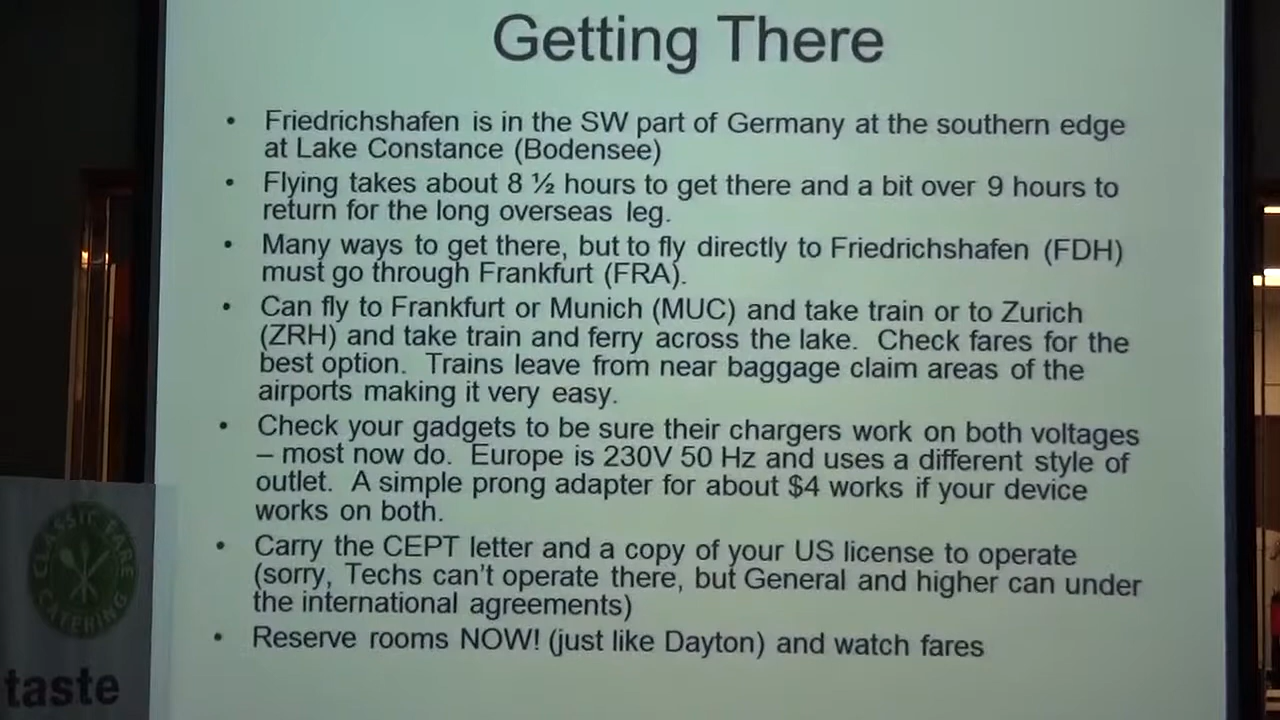 Getting There
• Friedrichshafen is in the SW part of Germany at the southern edge
at Lake Constance (Bodensee)
• Flying takes about 8 ½ hours to get there and a bit over 9 hours to
return for the long overseas leg.
• Many ways to get there, but to fly directly to Friedrichshafen (FDH)
must go through Frankfurt (FRA).
• Can fly to Frankfurt or Munich (MUC) and take train or to Zurich
(ZRH) and take train and ferry across the lake.  Check fares for the
best option.  Trains leave from near baggage claim areas of the
airports making it very easy.
• Check your gadgets to be sure their chargers work on both voltages
– most now do.  Europe is 230V 50 Hz and uses a different style of
outlet.  A simple prong adapter for about $4 works if your device
works on both.
• Carry the CEPT letter and a copy of your US license to operate
(sorry, Techs can't operate there, but General and higher can under
the international agreements)
• Reserve rooms NOW! (just like Dayton) and watch fares
CLASSIC FARE
CATERING
taste